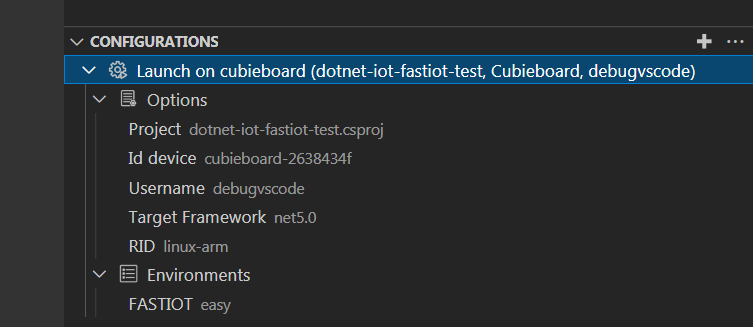 CONFIGURATIONS
Launch on cubieboard (dotnet-iot-fastiot-test, Cubieboard, debugvscode)
Options
Project dotnet-iot-fastiot-test.csproj
Id device cubieboard-2638434f
Username debugvscode
Target Framework net5.0
RID linux-arm
Environments
FASTIOT easy